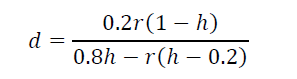 d = 0.2r(1 − h) / 0.8h − r(h − 0.2)